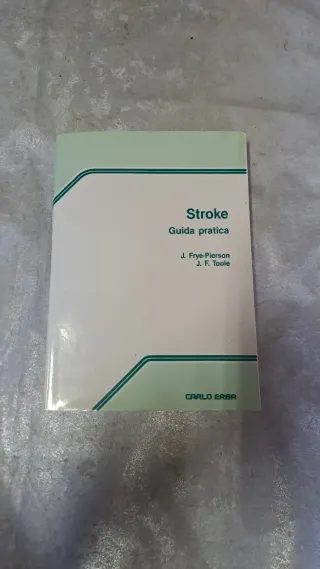 Stroke
Guida pratica
J. Frye-Pierson
J. F. Toole
CARLO ERBA